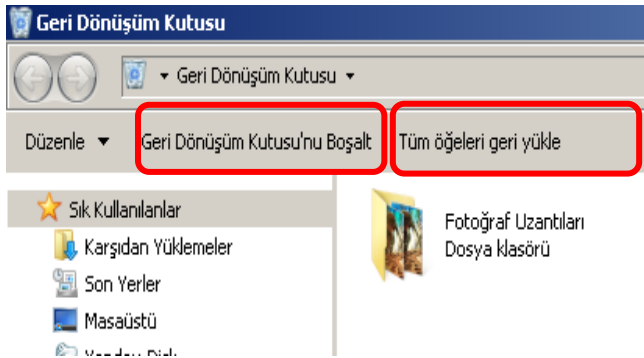 Geri Dönüşüm Kutusu
Geri Dönüşüm Kutusu
Düzenle
Geri Dönüşüm Kutusu'nu Boşalt
Tüm öğeleri geri yükle
Sık Kullanılanlar
Karşıdan Yüklemeler
Son Yerler
Masaüstü
Fotoğraf Uzantıları
Dosya klasörü